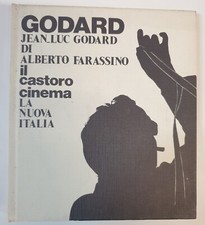 GODARD
JEAN.LUC GODARD
DI
ALBERTO FARASSINO
il
castoro
cinema
LA
NUOVA
ITALIA